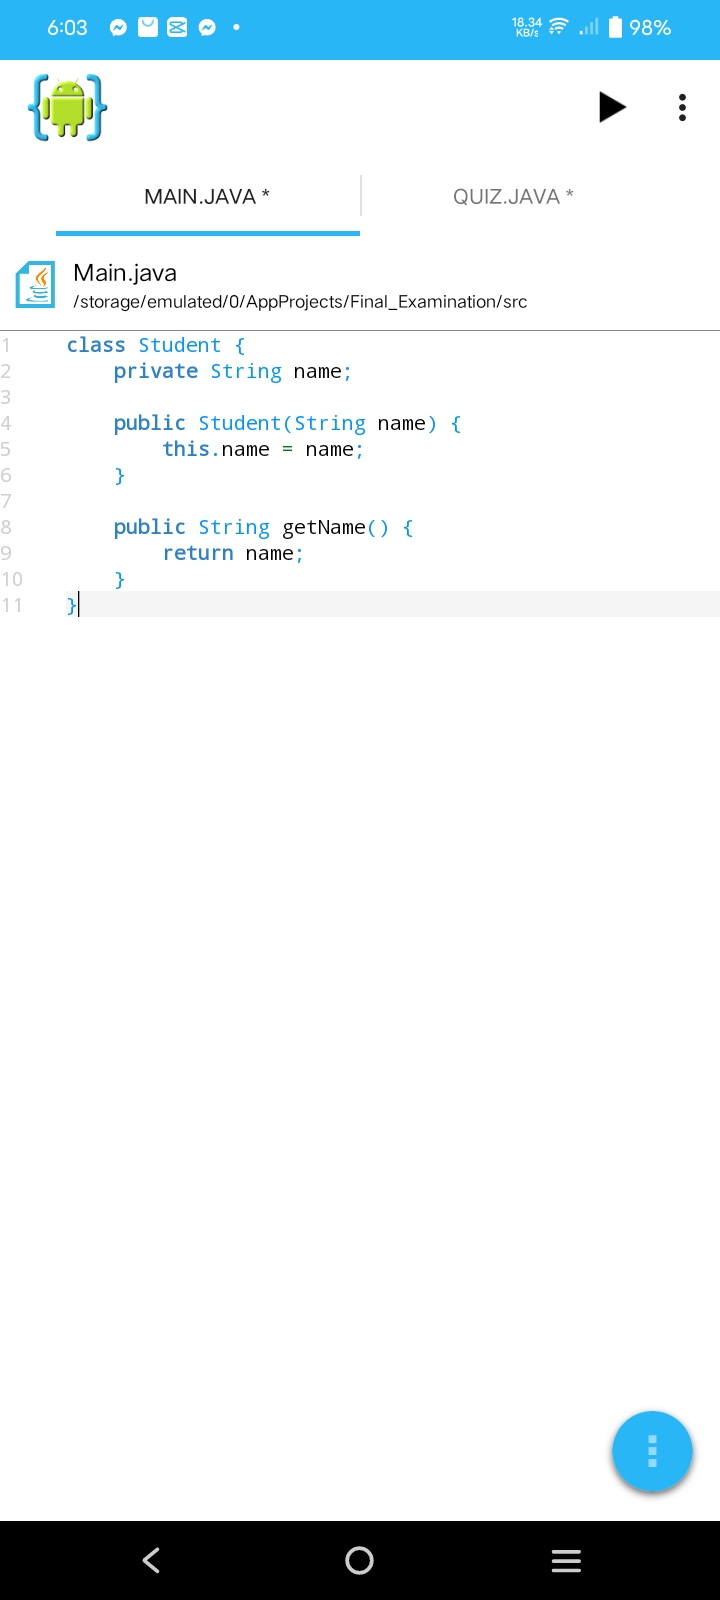 6:03
18.34
KB/s
98%
MAIN.JAVA *
QUIZ.JAVA *
Main.java
/storage/emulated/0/AppProjects/Final_Examination/src
1 class Student {
2     private String name;
3
4     public Student(String name) {
5         this.name = name;
6     }
7
8     public String getName() {
9         return name;
10     }
11 }